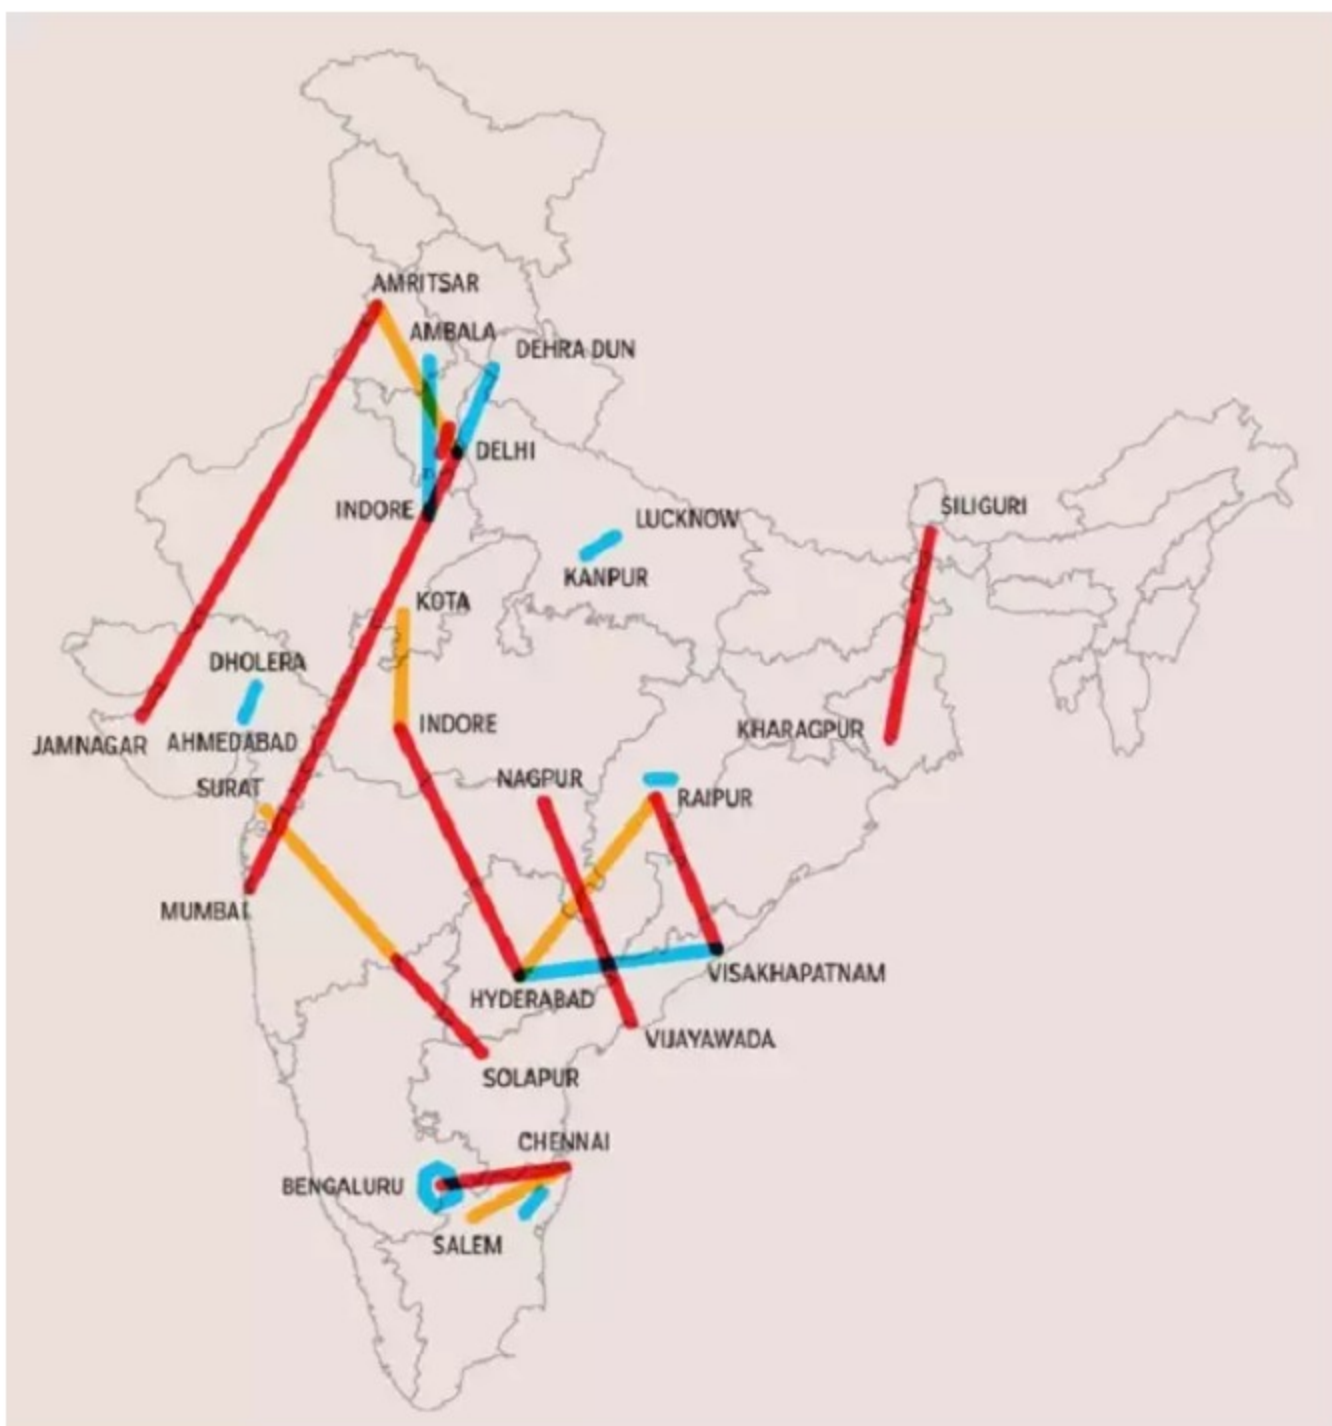 AMRITSAR
AMBALA
DEHRA DUN
DELHI
INDORE
LUCKNOW
SILIGURI
KANPUR
KOTA
DHOLERA
INDORE
KHARAGPUR
JAMNAGAR
AHMEDABAD
SURAT
NAGPUR
RAIPUR
MUMBAI
VISAKHAPATNAM
HYDERABAD
VIJAYAWADA
SOLAPUR
CHENNAI
BENGALURU
SALEM